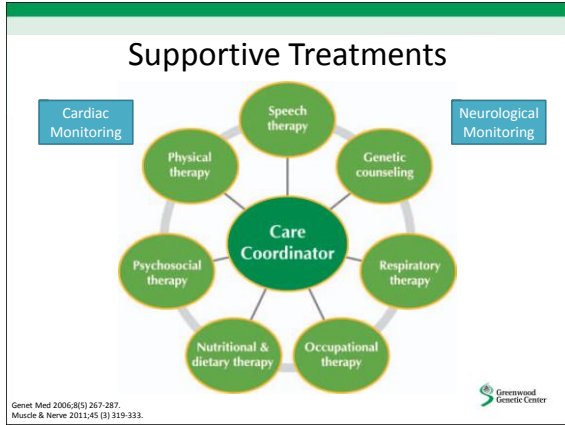 Supportive Treatments
Cardiac
Monitoring
Speech
therapy
Neurological
Monitoring
Physical
therapy
Genetic
counseling
Care
Coordinator
Psychosocial
therapy
Respiratory
therapy
Nutritional &
dietary therapy
Occupational
therapy
Genet Med 2006;8(5) 267-287.
Muscle & Nerve 2011;45 (3) 319-333.
Greenwood
Genetic Center